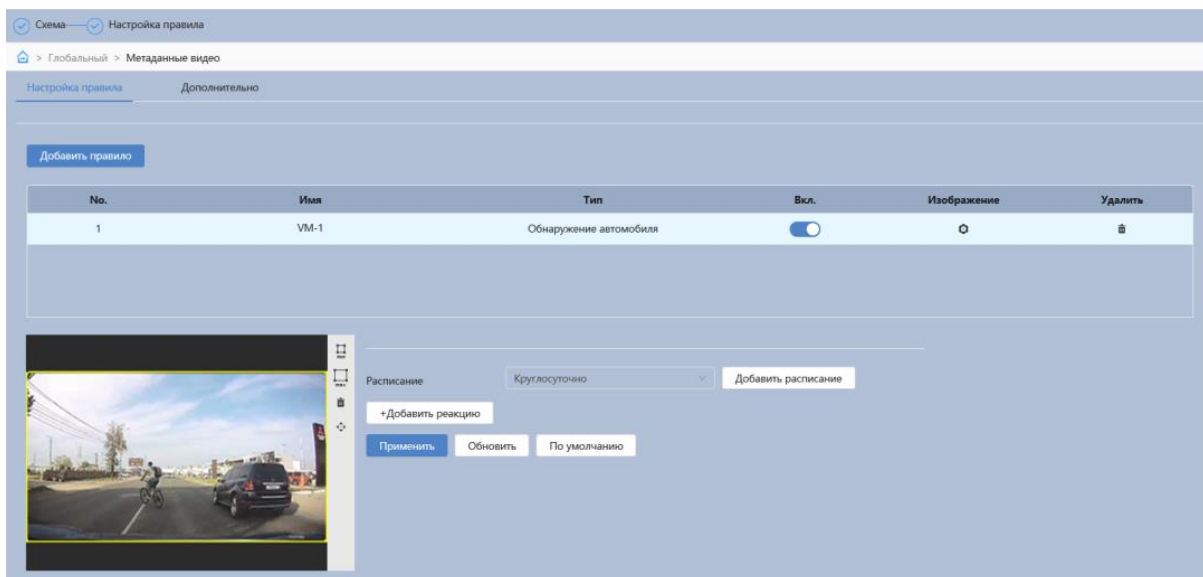 Схема Настройка правила
> Глобальный > Метаданные видео
Настройка правила Дополнительно
Добавить правило
No. Имя Тип Вкл. Изображение Удалить
1 VM-1 Обнаружение автомобиля
Расписание Круглосуточно Добавить расписание
+Добавить реакцию
Применить Обновить По умолчанию